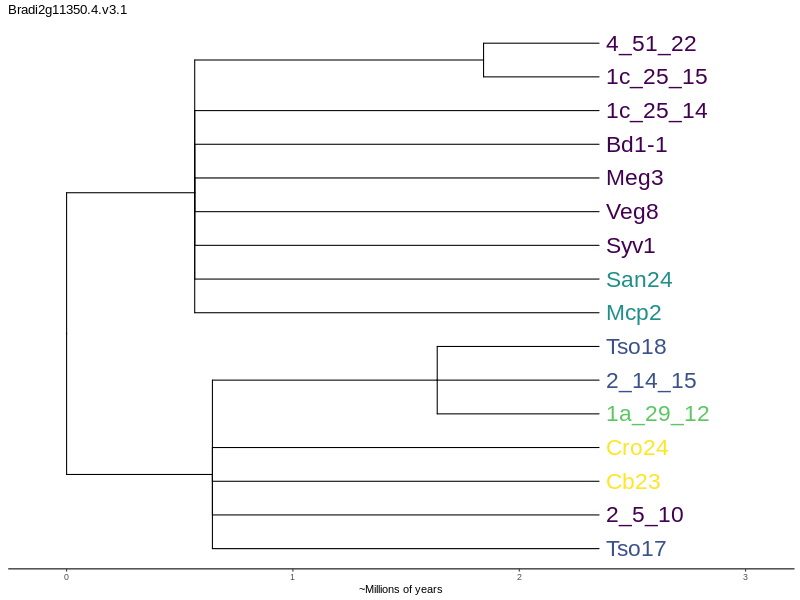 Bradi2g11350.4.v3.1
4_51_22
1c_25_15
1c_25_14
Bd1-1
Meg3
Veg8
Syv1
San24
Mcp2
Tso18
2_14_15
1a_29_12
Cro24
Cb23
2_5_10
Tso17
0 1 2 3
~Millions of years